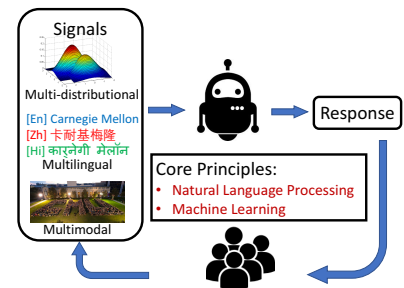 Signals
Multi-distributional
[En] Carnegie Mellon
[Zh] 卡耐基梅隆
[Hi] कार्नेगी मेलॉन
Multilingual
Multimodal
Response
Core Principles:
• Natural Language Processing
• Machine Learning